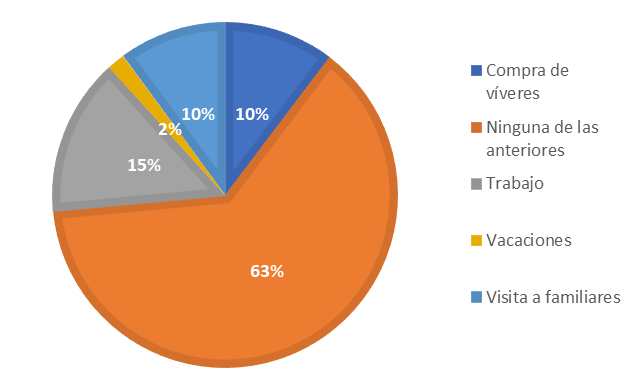 10%
10%
2%
15%
63%
Compra de
víveres
Ninguna de las
anteriores
Trabajo
Vacaciones
Visita a familiares